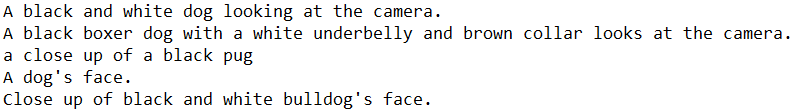 A black and white dog looking at the camera.
A black boxer dog with a white underbelly and brown collar looks at the camera.
a close up of a black pug
A dog's face.
Close up of black and white bulldog's face.